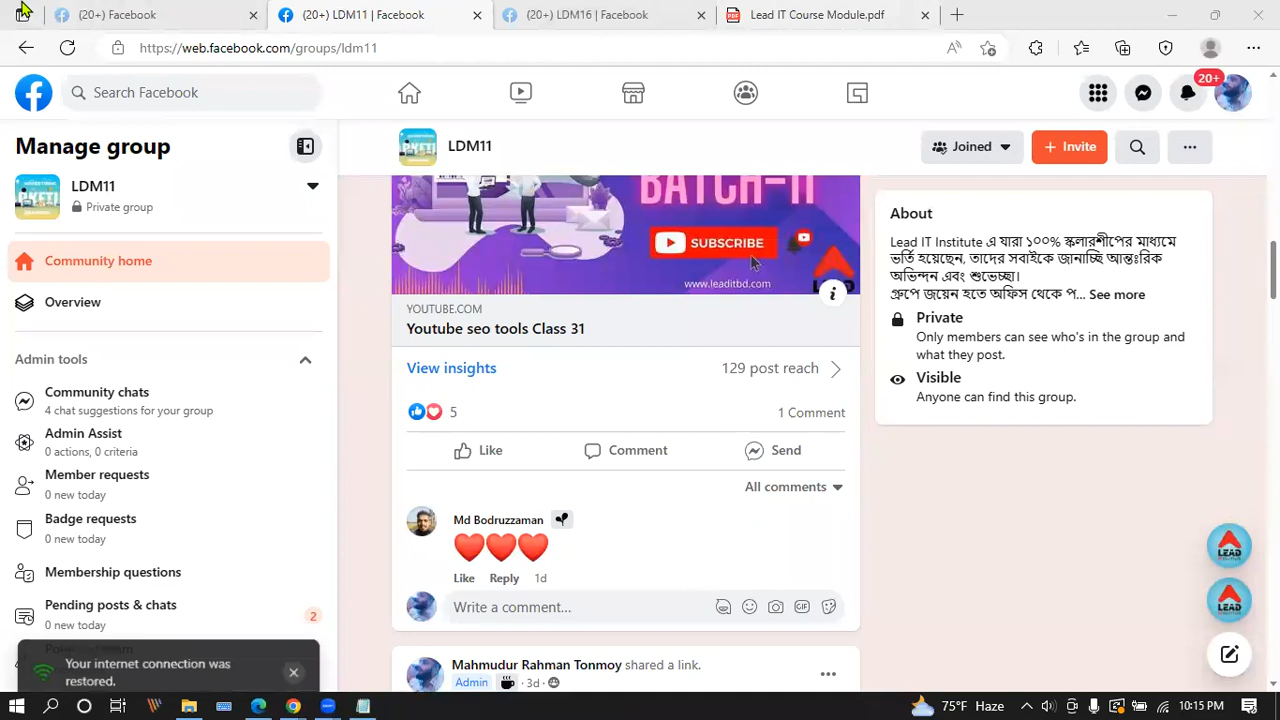 (20+) Facebook
(20+) LDM11 | Facebook
(20+) LDM16 | Facebook
Lead IT Course Module.pdf
https://web.facebook.com/groups/ldm11
Search Facebook
20+
Manage group
LDM11
Private group
Community home
Overview
Admin tools
Community chats
4 chat suggestions for your group
Admin Assist
0 actions, 0 criteria
Member requests
0 new today
Badge requests
0 new today
Membership questions
Pending posts & chats
0 new today
2
Your internet connection was
restored.
LDM11
Joined
Invite
BATCH-11
SUBSCRIBE
LEAD
www.leaditbd.com
YOUTUBE.COM
Youtube seo tools Class 31
View insights
129 post reach
5
1 Comment
Like
Comment
Send
All comments
Md Bodruzzaman
Like Reply 1d
Write a comment...
GIF
Mahmudur Rahman Tonmoy shared a link.
Admin · 3d ·
About
Lead IT Institute এ যারা ১০০% স্কলারশীপের মাধ্যমে
ভর্তি হয়েছেন, তাদের সবাইকে জানাচ্ছি আন্তঃরিক
অভিন্দন এবং শুভেচ্ছা।
গ্রুপে জয়েন হতে অফিস থেকে প... See more
Private
Only members can see who's in the group and
what they post.
Visible
Anyone can find this group.
LEAD
LEAD
75°F Haze
10:15 PM